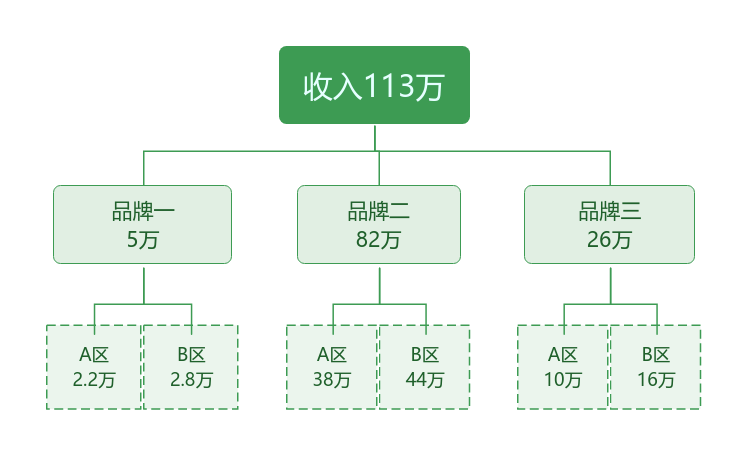 收入113万
品牌一
5万
品牌二
82万
品牌三
26万
A区
2.2万
B区
2.8万
A区
38万
B区
44万
A区
10万
B区
16万